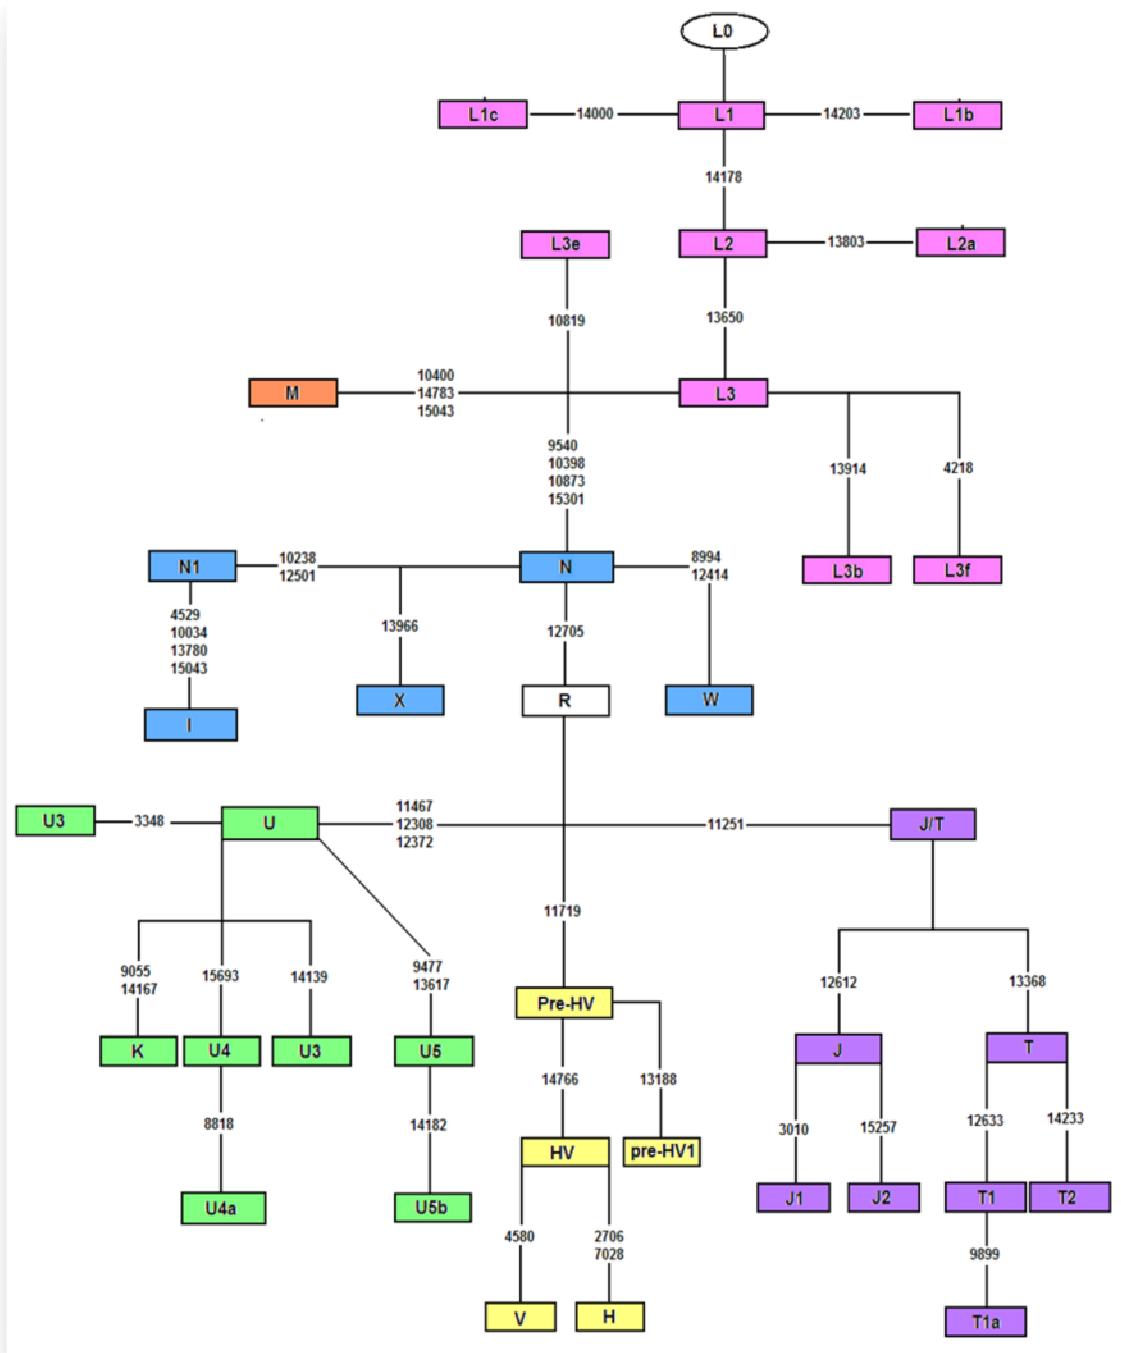 L0
L1c
14000
L1
14203
L1b
14178
L3e
L2
13803
L2a
10819
13650
M
10400
14783
15043
L3
9540
10398
10873
15301
13914
4218
N1
10238
12501
N
8994
12414
L3b
L3f
4529
10034
13780
15043
13966
12705
I
X
R
W
U3
3348
U
11467
12308
12372
11251
J/T
11719
9055
14167
15693
14139
9477
13617
12612
13368
Pre-HV
K
U4
U3
U5
J
T
14766
13188
8818
14182
3010
15257
12633
14233
HV
pre-HV1
U4a
U5b
J1
J2
T1
T2
4580
2706
7028
9899
V
H
T1a